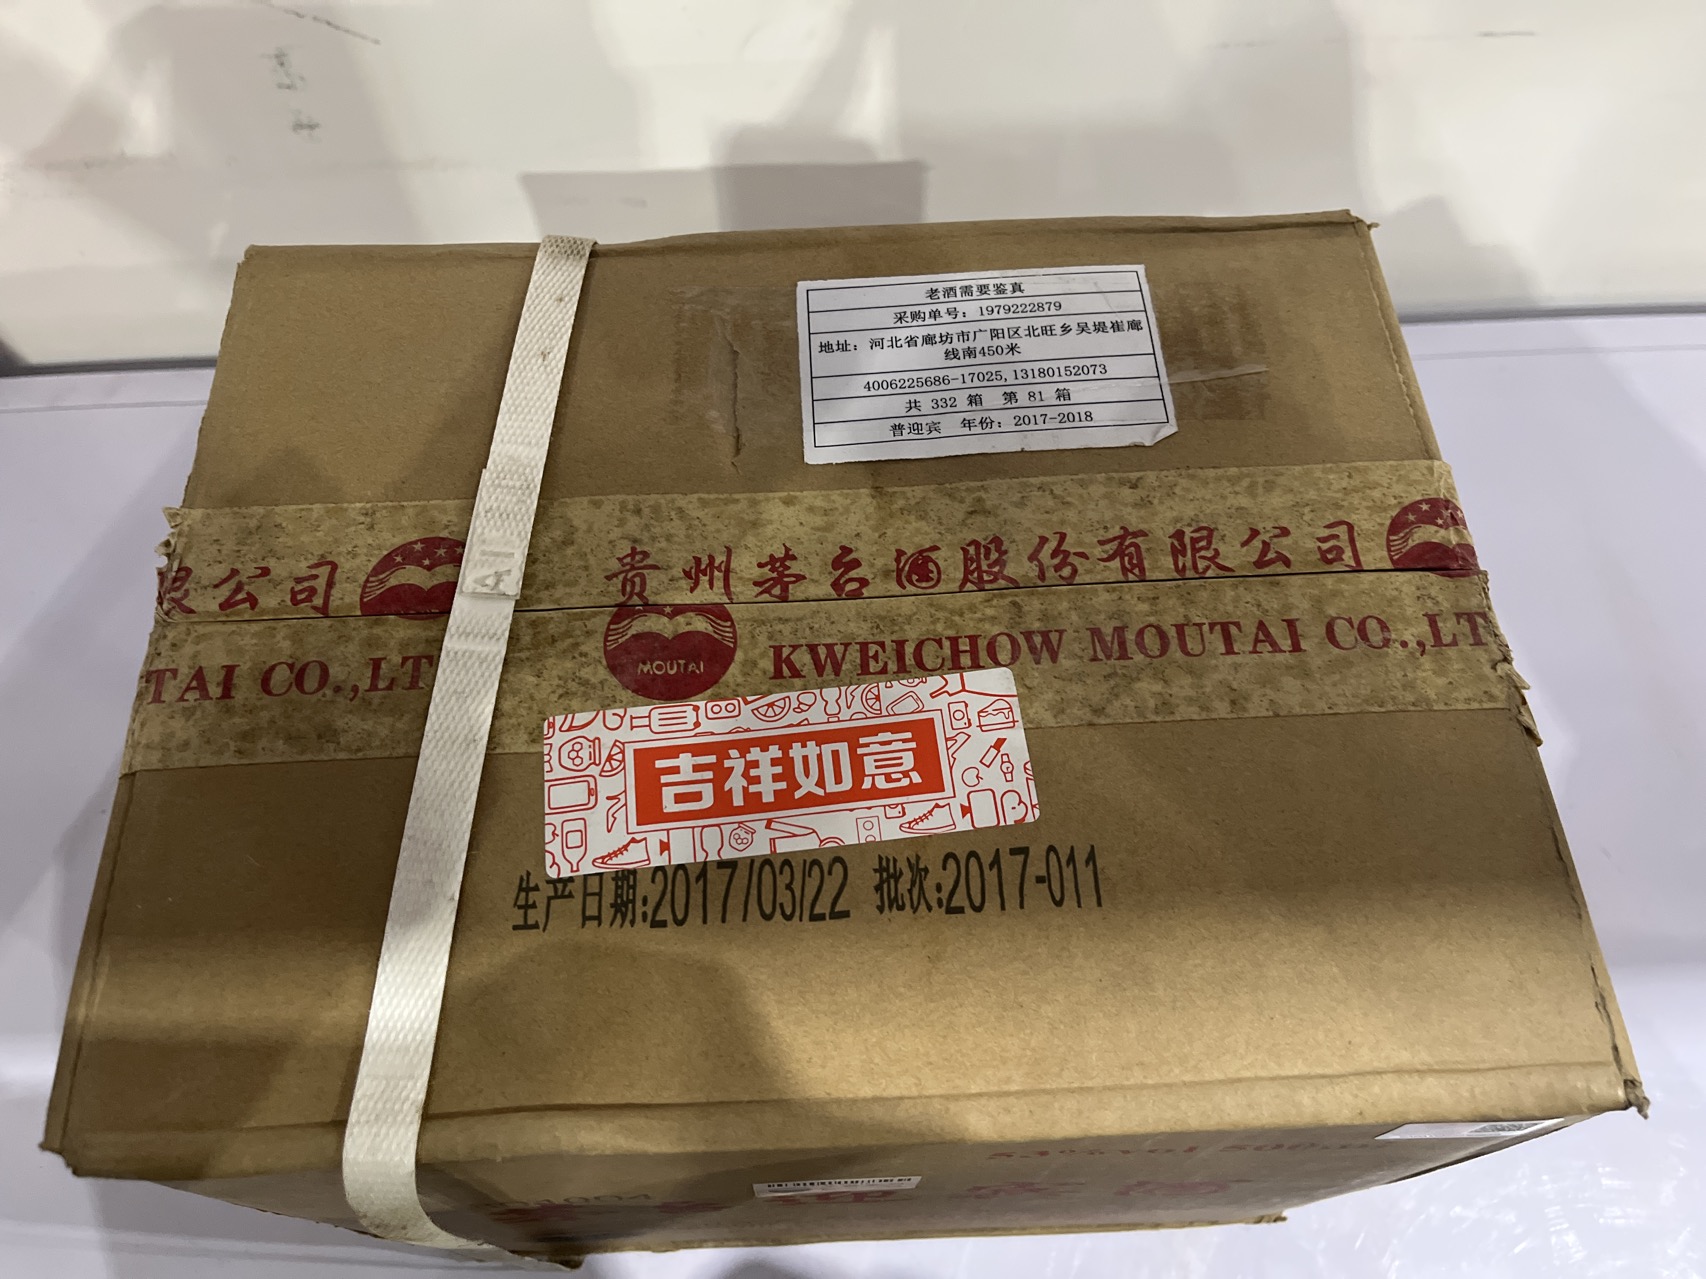 老酒需要鉴真
采购单号：1979222879
地址：河北省廊坊市广阳区北旺乡吴堤崔廊
线南450米
4006225686-17025,13180152073
共 332 箱 第 81 箱
普迎宾 年份：2017-2018
限公司 贵州茅台酒股份有限公司
TAI CO.,LT MOUTAI KWEICHOW MOUTAI CO.,LT
吉祥如意
生产日期:2017/03/22 批次:2017-011
53%vol 500m